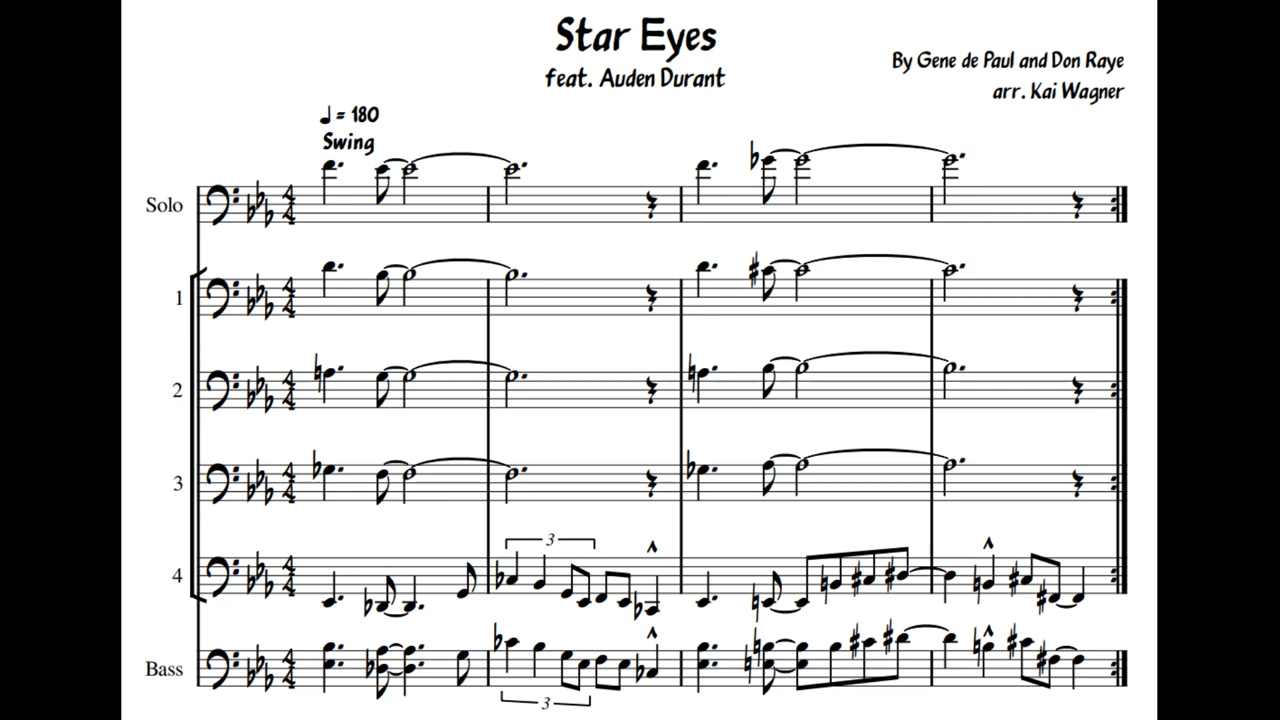 Star Eyes
feat. Auden Durant
By Gene de Paul and Don Raye
arr. Kai Wagner
♩ = 180
Swing
Solo
1
2
3
3
4
Bass
3